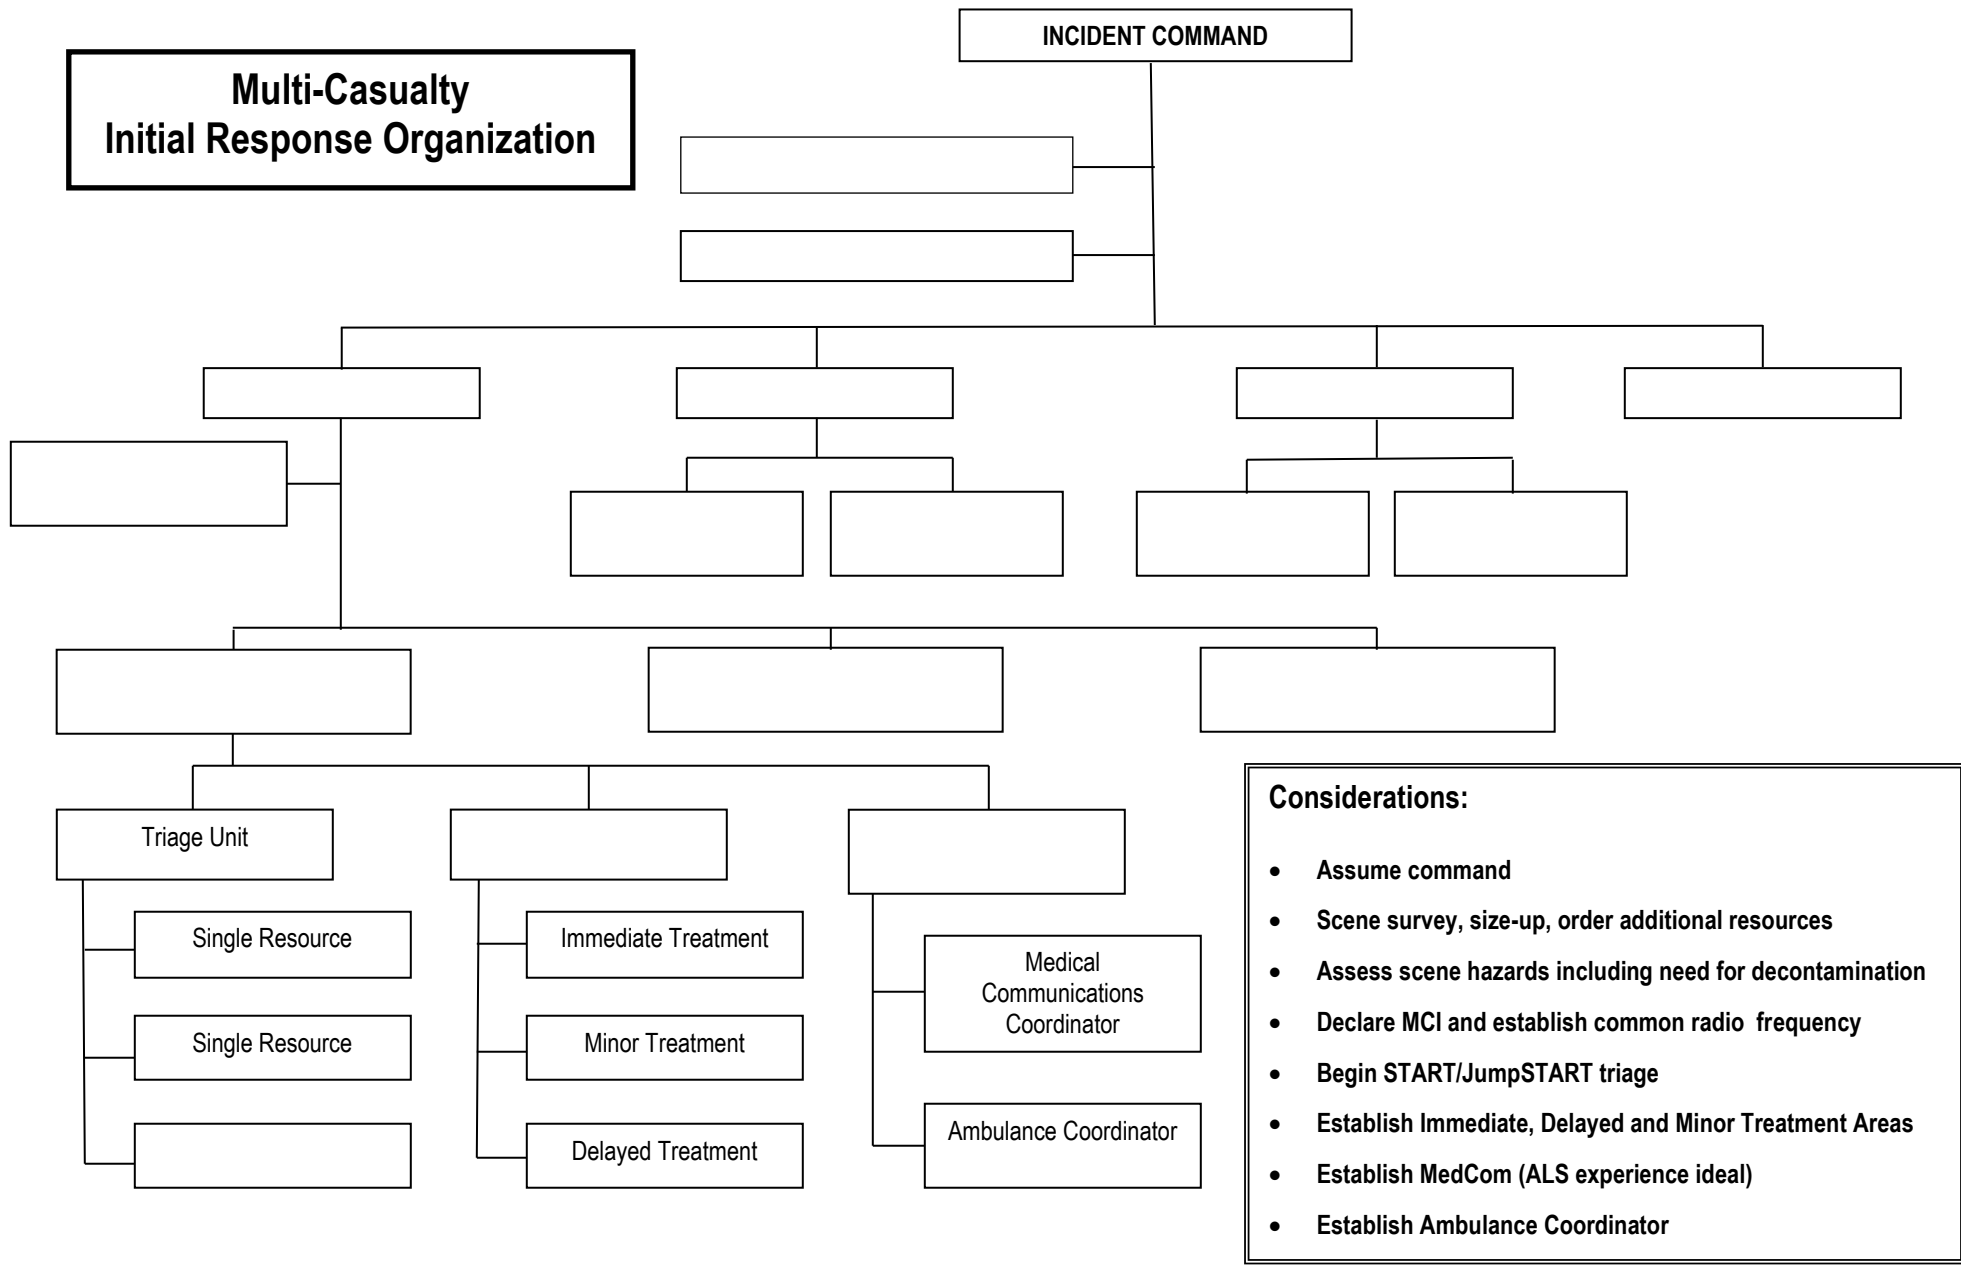 INCIDENT COMMAND
Multi-Casualty
Initial Response Organization
Triage Unit
Single Resource
Single Resource
Immediate Treatment
Minor Treatment
Delayed Treatment
Medical
Communications
Coordinator
Ambulance Coordinator
Considerations:
• Assume command
• Scene survey, size-up, order additional resources
• Assess scene hazards including need for decontamination
• Declare MCI and establish common radio frequency
• Begin START/JumpSTART triage
• Establish Immediate, Delayed and Minor Treatment Areas
• Establish MedCom (ALS experience ideal)
• Establish Ambulance Coordinator